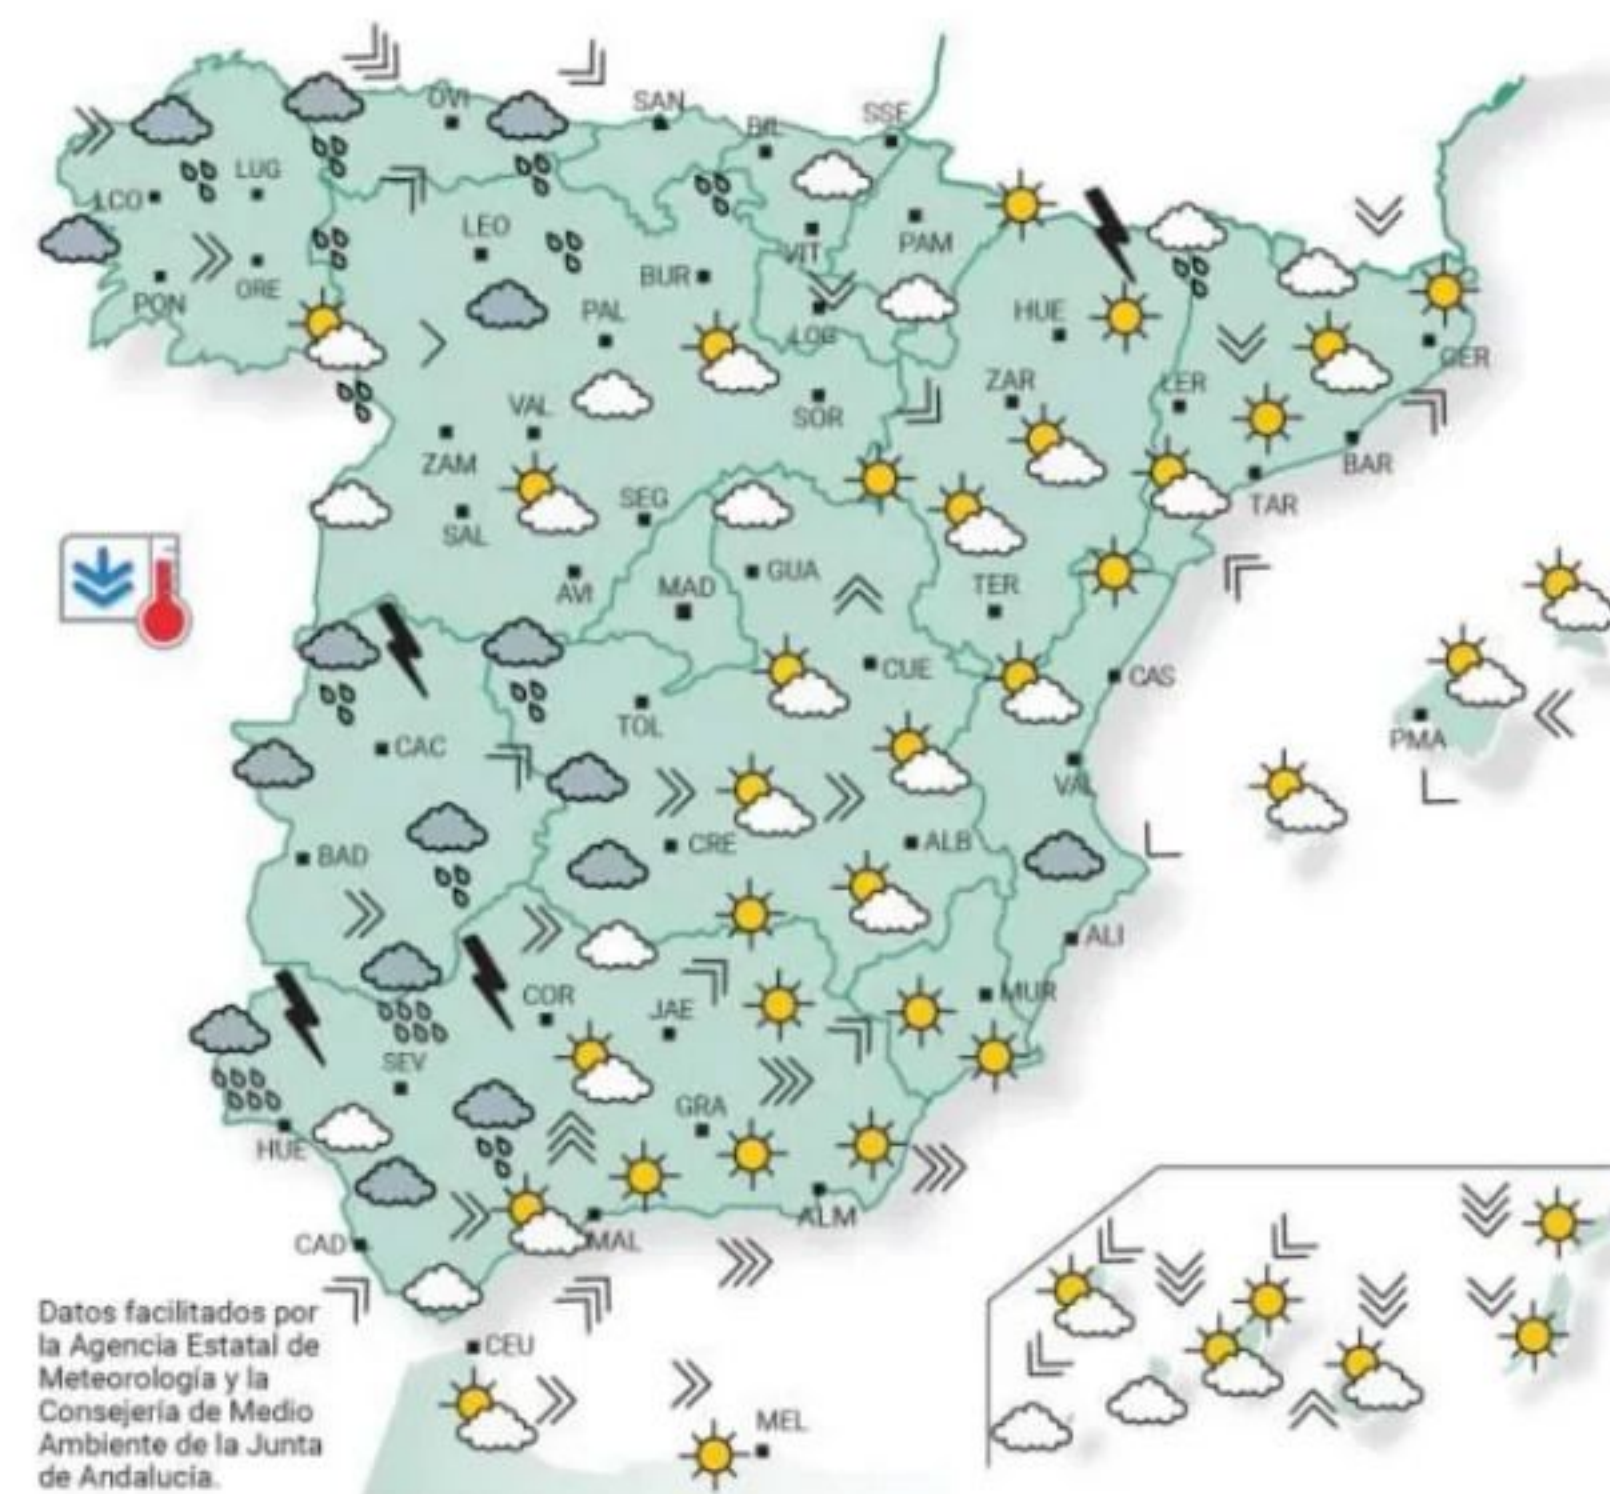 OVI
SAN
BIL
SSE
LUG
LCO
LEO
PAM
VIT
BUR
ORE
PON
PAL
LOG
HUE
GER
ZAR
LER
VAL
SOR
ZAM
BAR
SEG
TAR
SAL
GUA
AVI
MAD
TER
CUE
CAS
TOL
PMA
CAC
VAL
CRE
ALB
BAD
ALI
COR
JAE
MUR
SEV
GRA
HUE
ALM
CAD
MAL
CEU
MEL
Datos facilitados por
la Agencia Estatal de
Meteorología y la
Consejería de Medio
Ambiente de la Junta
de Andalucía.